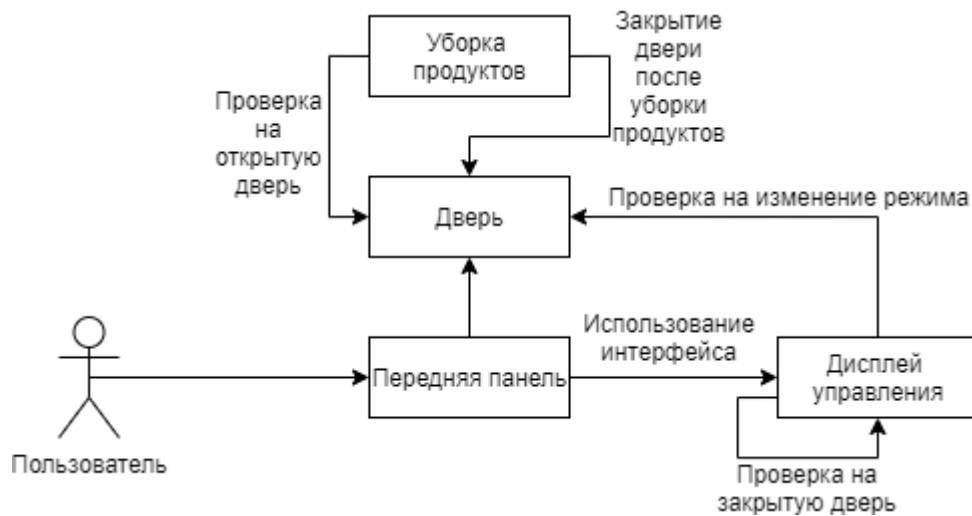 Уборка
продуктов
Закрытие
двери
после
уборки
продуктов
Проверка
на
открытую
дверь
Дверь
Проверка на изменение режима
Использование
интерфейса
Передняя панель
Дисплей
управления
Пользователь
Проверка на
закрытую дверь